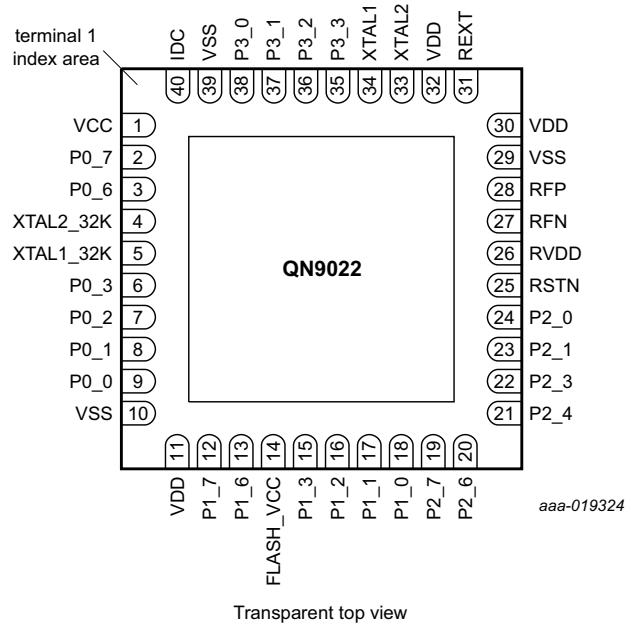 terminal 1
index area
IDC
VSS
P3_0
P3_1
P3_2
P3_3
XTAL1
XTAL2
VDD
REXT
40
39
38
37
36
35
34
33
32
31
VCC 1
P0_7 2
P0_6 3
XTAL2_32K 4
XTAL1_32K 5
P0_3 6
P0_2 7
P0_1 8
P0_0 9
VSS 10
QN9022
30 VDD
29 VSS
28 RFP
27 RFN
26 RVDD
25 RSTN
24 P2_0
23 P2_1
22 P2_3
21 P2_4
11
12
13
14
15
16
17
18
19
20
VDD
P1_7
P1_6
FLASH_VCC
P1_3
P1_2
P1_1
P1_0
P2_7
P2_6
aaa-019324
Transparent top view